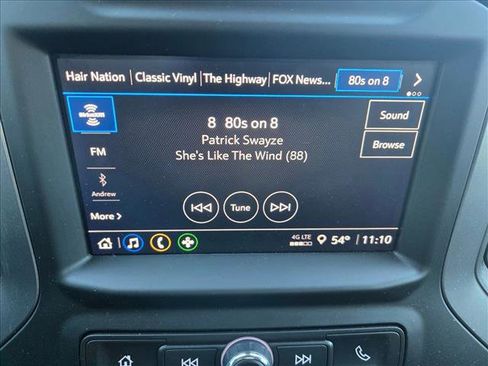 Hair Nation | Classic Vinyl | The Highway | FOX News... 80s on 8
SiriusXM
8 80s on 8
Sound
Patrick Swayze
FM
Browse
She's Like The Wind (88)
Andrew
Tune
More >
4G LTE 54° 11:10